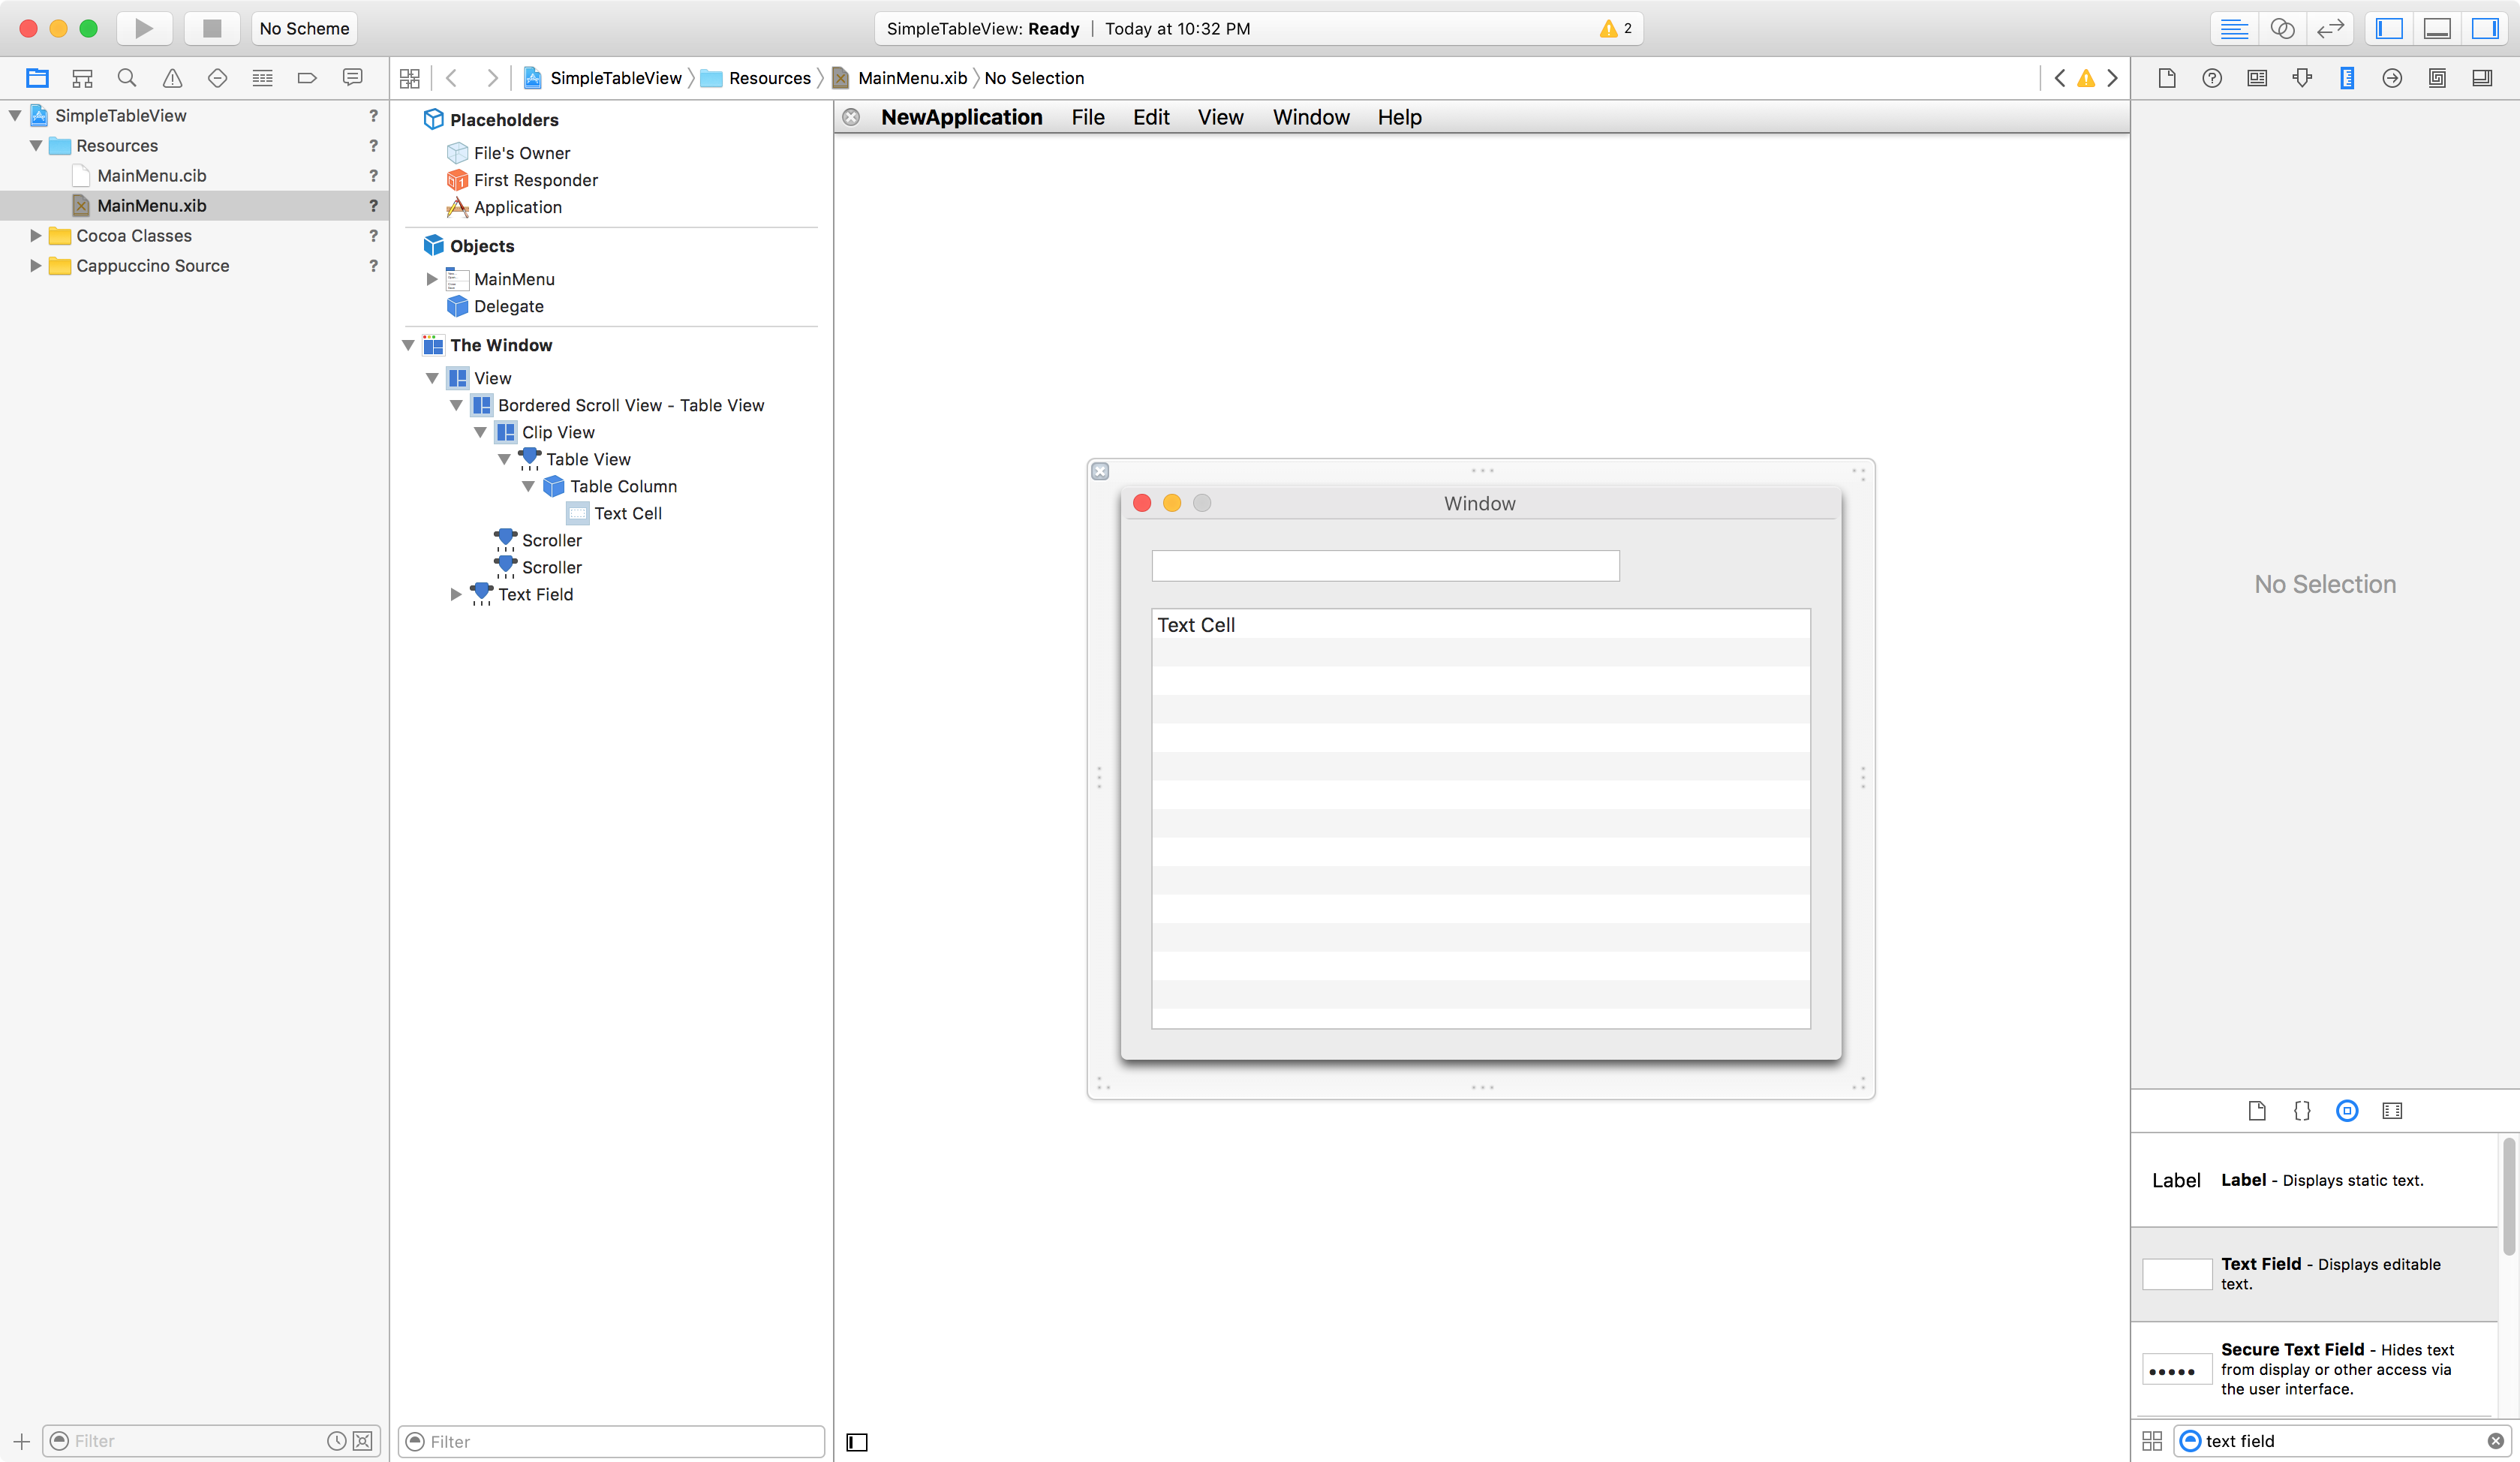 No Scheme
SimpleTableView: Ready | Today at 10:32 PM
2
SimpleTableView
Resources
MainMenu.xib
No Selection
SimpleTableView ?
Resources ?
MainMenu.cib ?
MainMenu.xib ?
Cocoa Classes ?
Cappuccino Source ?
Placeholders
File's Owner
First Responder
Application
Objects
MainMenu
Delegate
The Window
View
Bordered Scroll View - Table View
Clip View
Table View
Table Column
Text Cell
Scroller
Scroller
Text Field
NewApplication File Edit View Window Help
Window
Text Cell
No Selection
Label Label - Displays static text.
Text Field - Displays editable
text.
Secure Text Field - Hides text
from display or other access via
the user interface.
Filter
Filter
text field